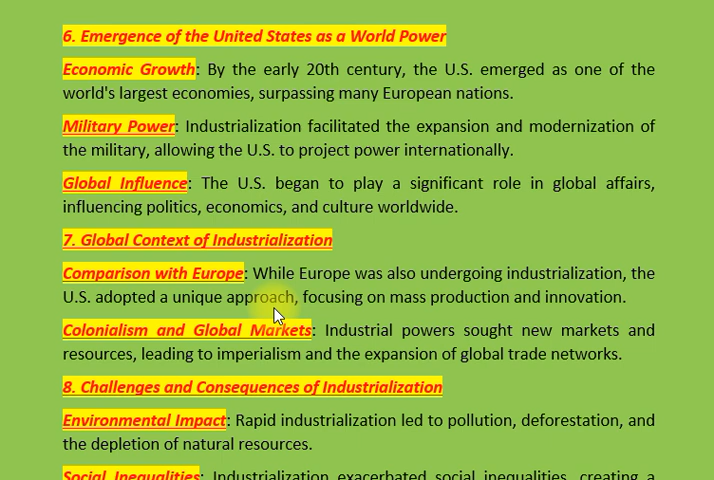 6. Emergence of the United States as a World Power
Economic Growth: By the early 20th century, the U.S. emerged as one of the
world's largest economies, surpassing many European nations.
Military Power: Industrialization facilitated the expansion and modernization of
the military, allowing the U.S. to project power internationally.
Global Influence: The U.S. began to play a significant role in global affairs,
influencing politics, economics, and culture worldwide.
7. Global Context of Industrialization
Comparison with Europe: While Europe was also undergoing industrialization, the
U.S. adopted a unique approach, focusing on mass production and innovation.
Colonialism and Global Markets: Industrial powers sought new markets and
resources, leading to imperialism and the expansion of global trade networks.
8. Challenges and Consequences of Industrialization
Environmental Impact: Rapid industrialization led to pollution, deforestation, and
the depletion of natural resources.
Social Inequalities: Industrialization exacerbated social inequalities, creating a